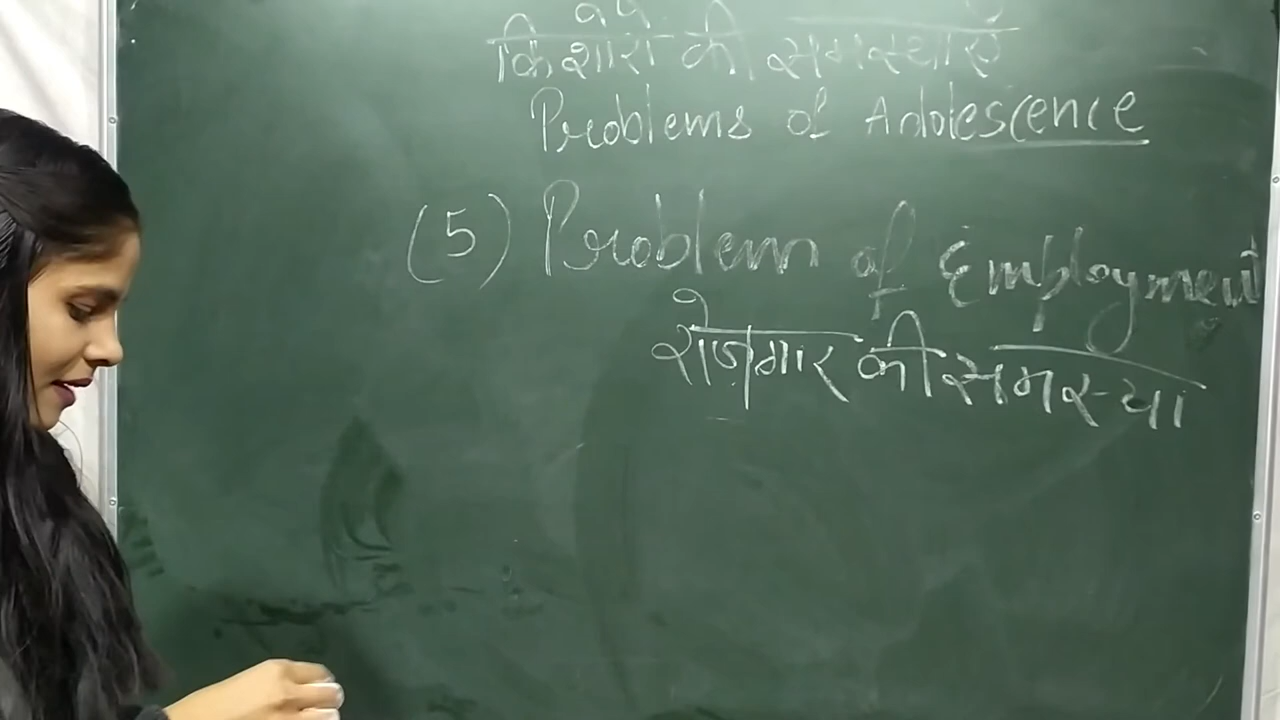 किशोरों की समस्याएं
Problems of Adolescence
(5) Problem of Employment
रोजगार की समस्या